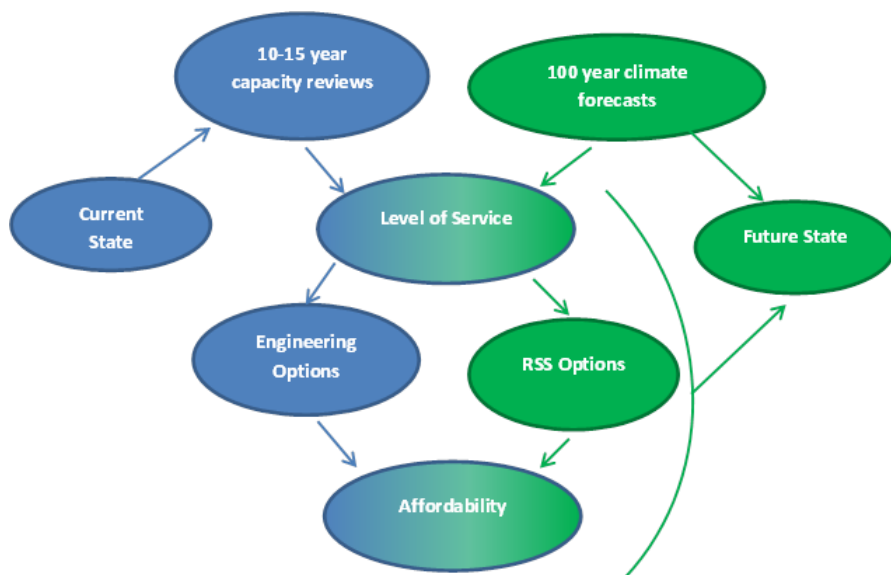 10-15 year
capacity reviews
100 year climate
forecasts
Current
State
Level of Service
Future State
Engineering
Options
RSS Options
Affordability